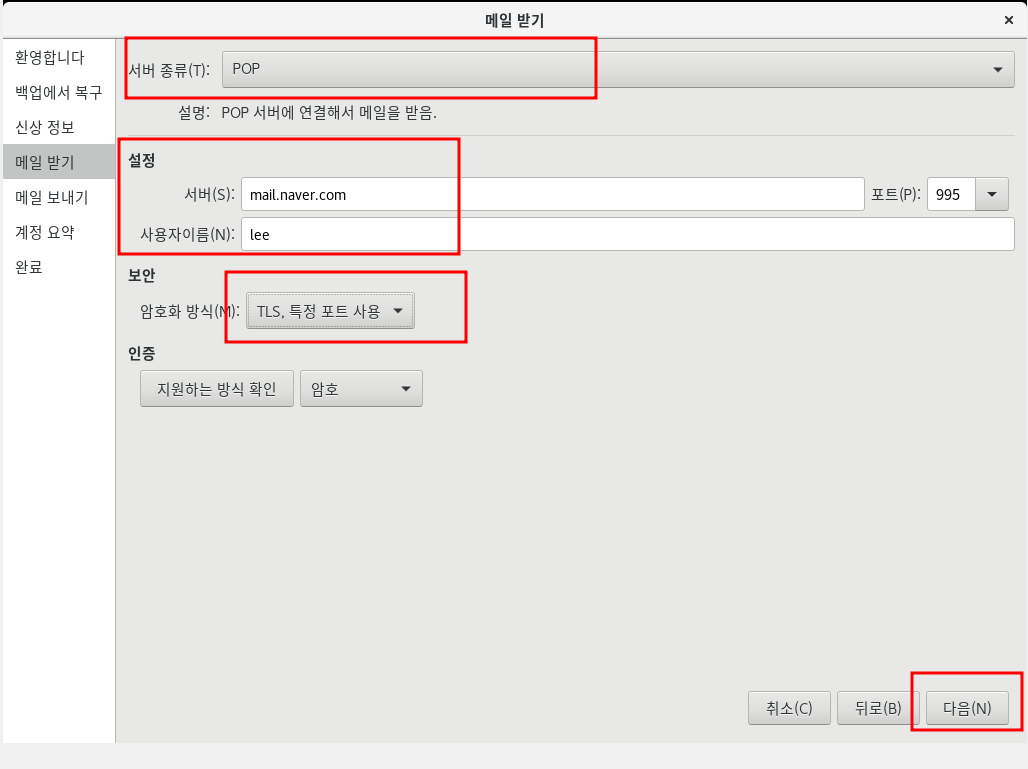 메일 받기
환영합니다
백업에서 복구
신상 정보
메일 받기
메일 보내기
계정 요약
완료
서버 종류(T): POP
설명: POP 서버에 연결해서 메일을 받음.
설정
서버(S): mail.naver.com 포트(P): 995
사용자이름(N): lee
보안
암호화 방식(M): TLS, 특정 포트 사용
인증
지원하는 방식 확인 암호
취소(C) 뒤로(B) 다음(N)